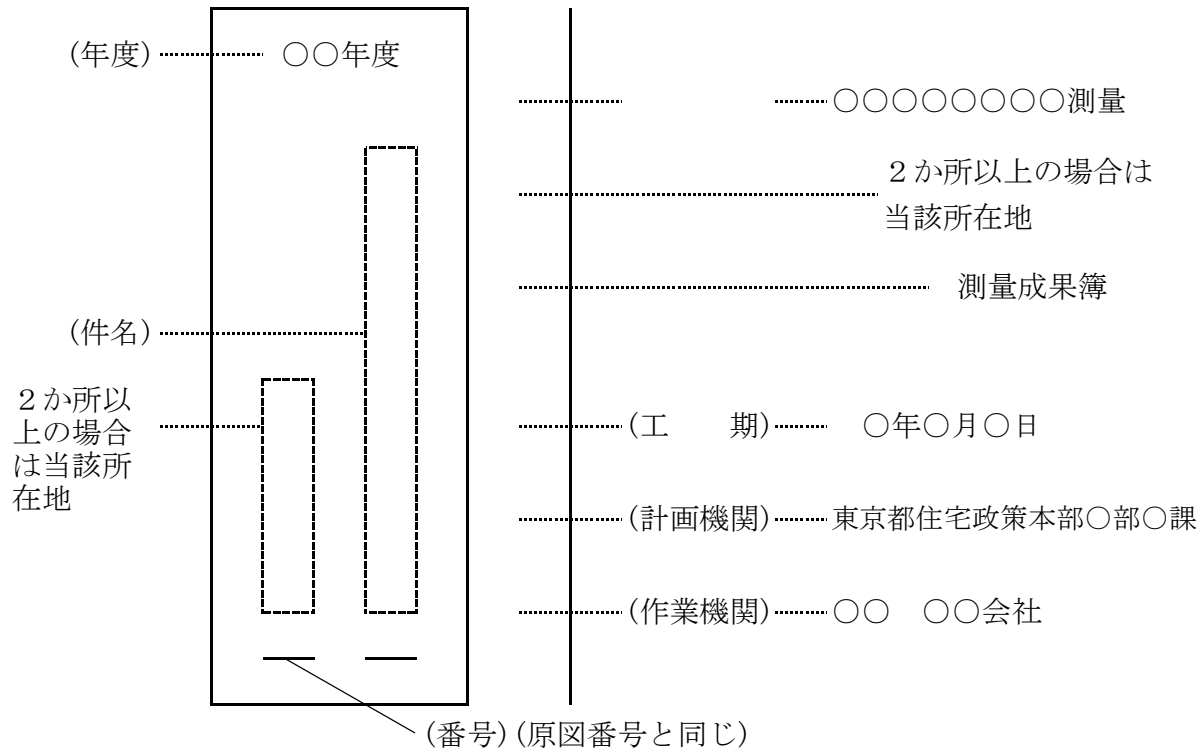 (年度) ○○年度
○○○○○○○○測量
２か所以上の場合は
当該所在地
測量成果簿
(件名)
２か所以
上の場合
は当該所
在地
(工　　期) ○年○月○日
(計画機関) 東京都住宅政策本部○部○課
(作業機関) ○○　○○会社
(番号)(原図番号と同じ)